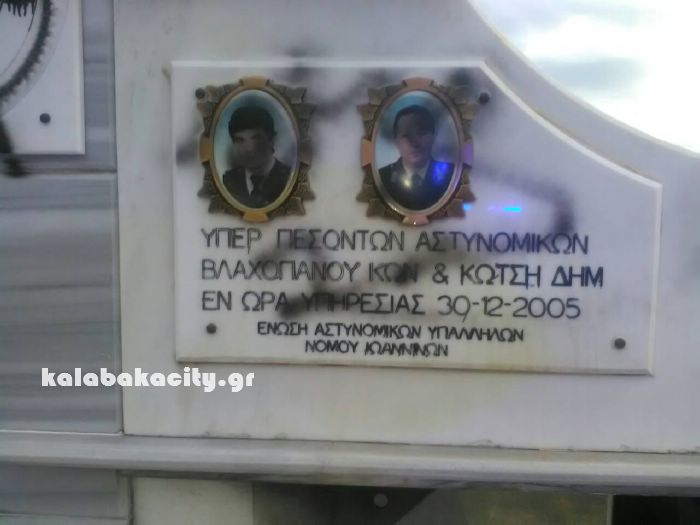 ΥΠΕΡ ΠΕΣΟΝΤΩΝ ΑΣΤΥΝΟΜΙΚΩΝ
ΒΛΑΧΟΠΑΝΟΥ ΚΩΝ & ΚΩΤΣΗ ΔΗΜ
ΕΝ ΩΡΑ ΥΠΗΡΕΣΙΑΣ 30-12-2005
ΕΝΩΣΗ ΑΣΤΥΝΟΜΙΚΩΝ ΥΠΑΛΛΗΛΩΝ
ΝΟΜΟΥ ΙΩΑΝΝΙΝΩΝ
kalabakacity.gr